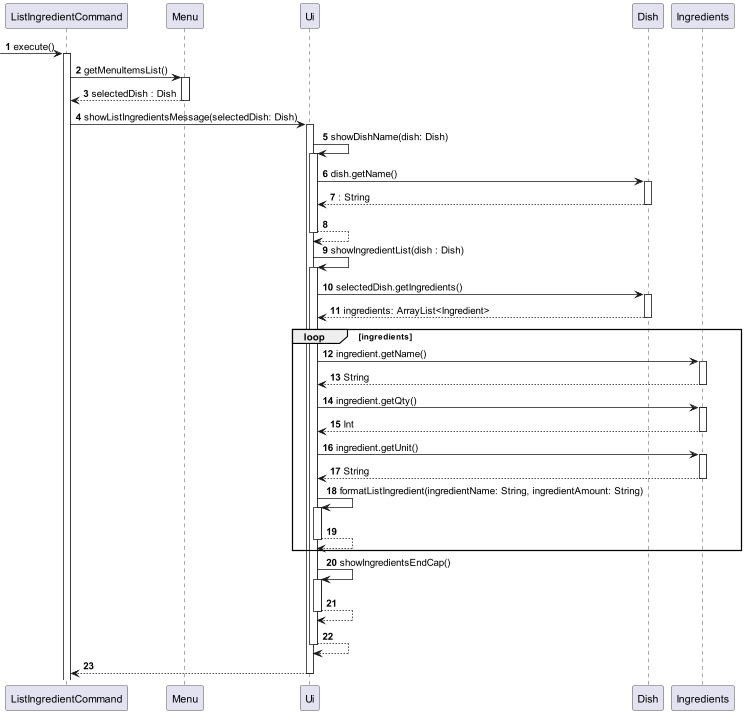 ListIngredientCommand Menu Ui Dish Ingredients
1 execute()
2 getMenuItemsList()
3 selectedDish : Dish
4 showListIngredientsMessage(selectedDish: Dish)
5 showDishName(dish: Dish)
6 dish.getName()
7 : String
8
9 showIngredientList(dish : Dish)
10 selectedDish.getIngredients()
11 ingredients: ArrayList<Ingredient>
loop [ingredients]
12 ingredient.getName()
13 String
14 ingredient.getQty()
15 Int
16 ingredient.getUnit()
17 String
18 formatListIngredient(ingredientName: String, ingredientAmount: String)
19
20 showIngredientsEndCap()
21
22
23
ListIngredientCommand Menu Ui Dish Ingredients